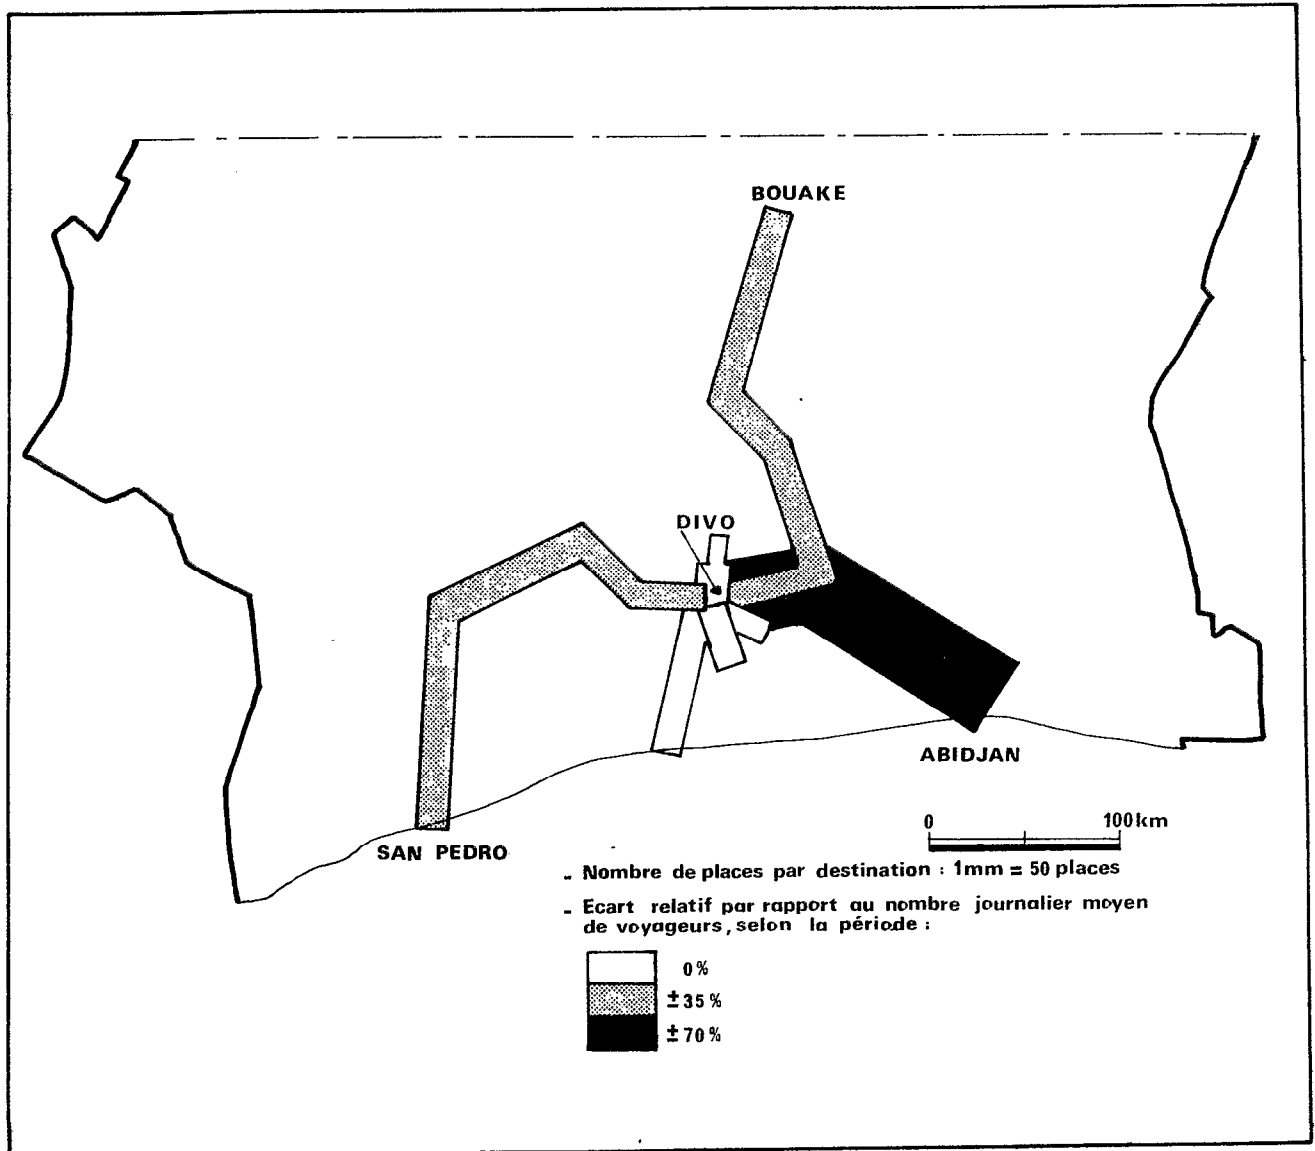 BOUAKE
DIVO
ABIDJAN
SAN PEDRO
0 100km
- Nombre de places par destination : 1mm = 50 places
- Ecart relatif par rapport au nombre journalier moyen
de voyageurs, selon la période :
0%
±35%
±70%